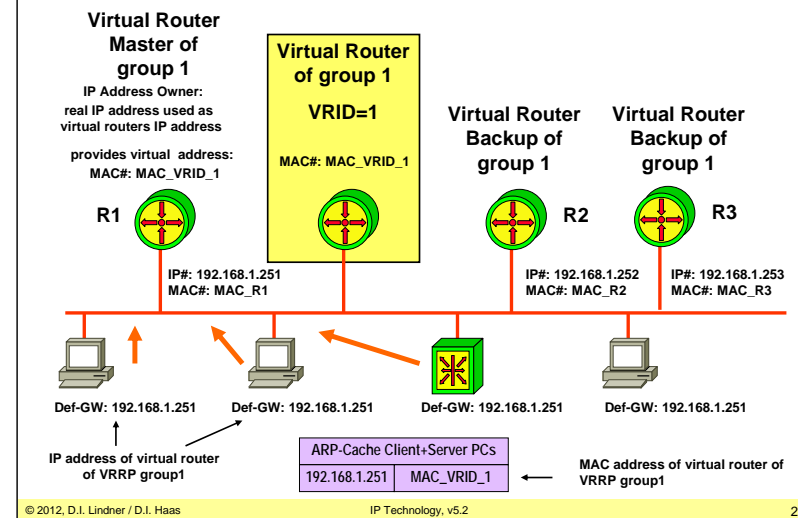 Virtual Router
Master of
group 1
IP Address Owner:
real IP address used as
virtual routers IP address
provides virtual address:
MAC#: MAC_VRID_1
R1
Virtual Router
of group 1
VRID=1
MAC#: MAC_VRID_1
Virtual Router
Backup of
group 1
R2
Virtual Router
Backup of
group 1
R3
IP#: 192.168.1.251
MAC#: MAC_R1
IP#: 192.168.1.252
MAC#: MAC_R2
IP#: 192.168.1.253
MAC#: MAC_R3
Def-GW: 192.168.1.251
Def-GW: 192.168.1.251
Def-GW: 192.168.1.251
Def-GW: 192.168.1.251
IP address of virtual router
of VRRP group1
ARP-Cache Client+Server PCs
192.168.1.251 MAC_VRID_1
MAC address of virtual router of
VRRP group1
© 2012, D.I. Lindner / D.I. Haas
IP Technology, v5.2
2